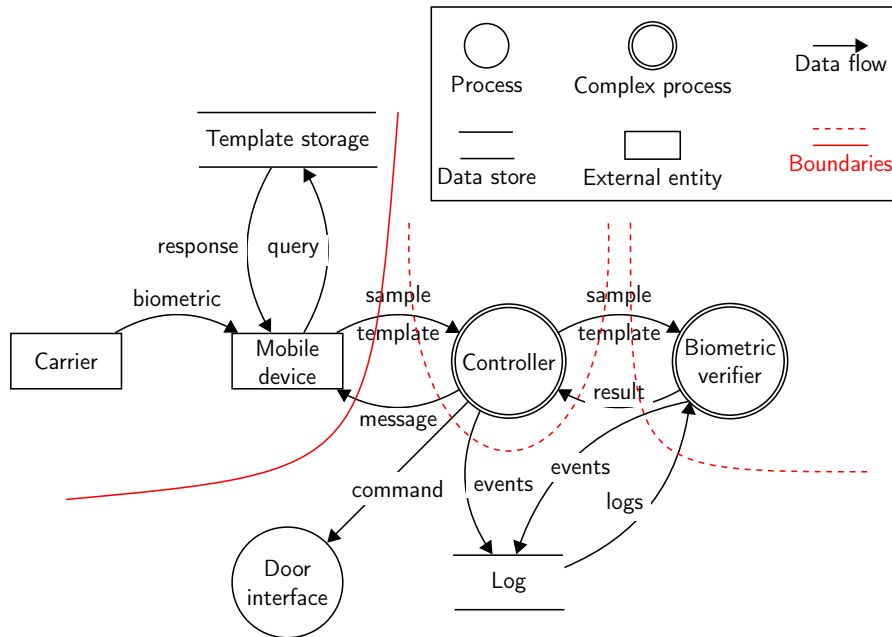 Process
Complex process
Data flow
Data store
External entity
Boundaries
Template storage
response
query
biometric
sample
template
sample
template
Carrier
Mobile
device
Controller
Biometric
verifier
result
message
command
events
events
logs
Door
interface
Log